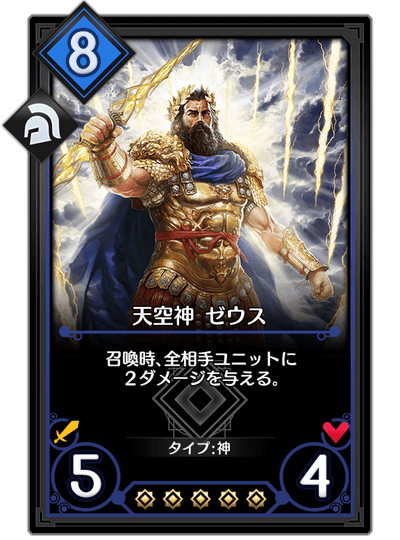 8
天空神 ゼウス
召喚時、全相手ユニットに
２ダメージを与える。
タイプ:神
5
4